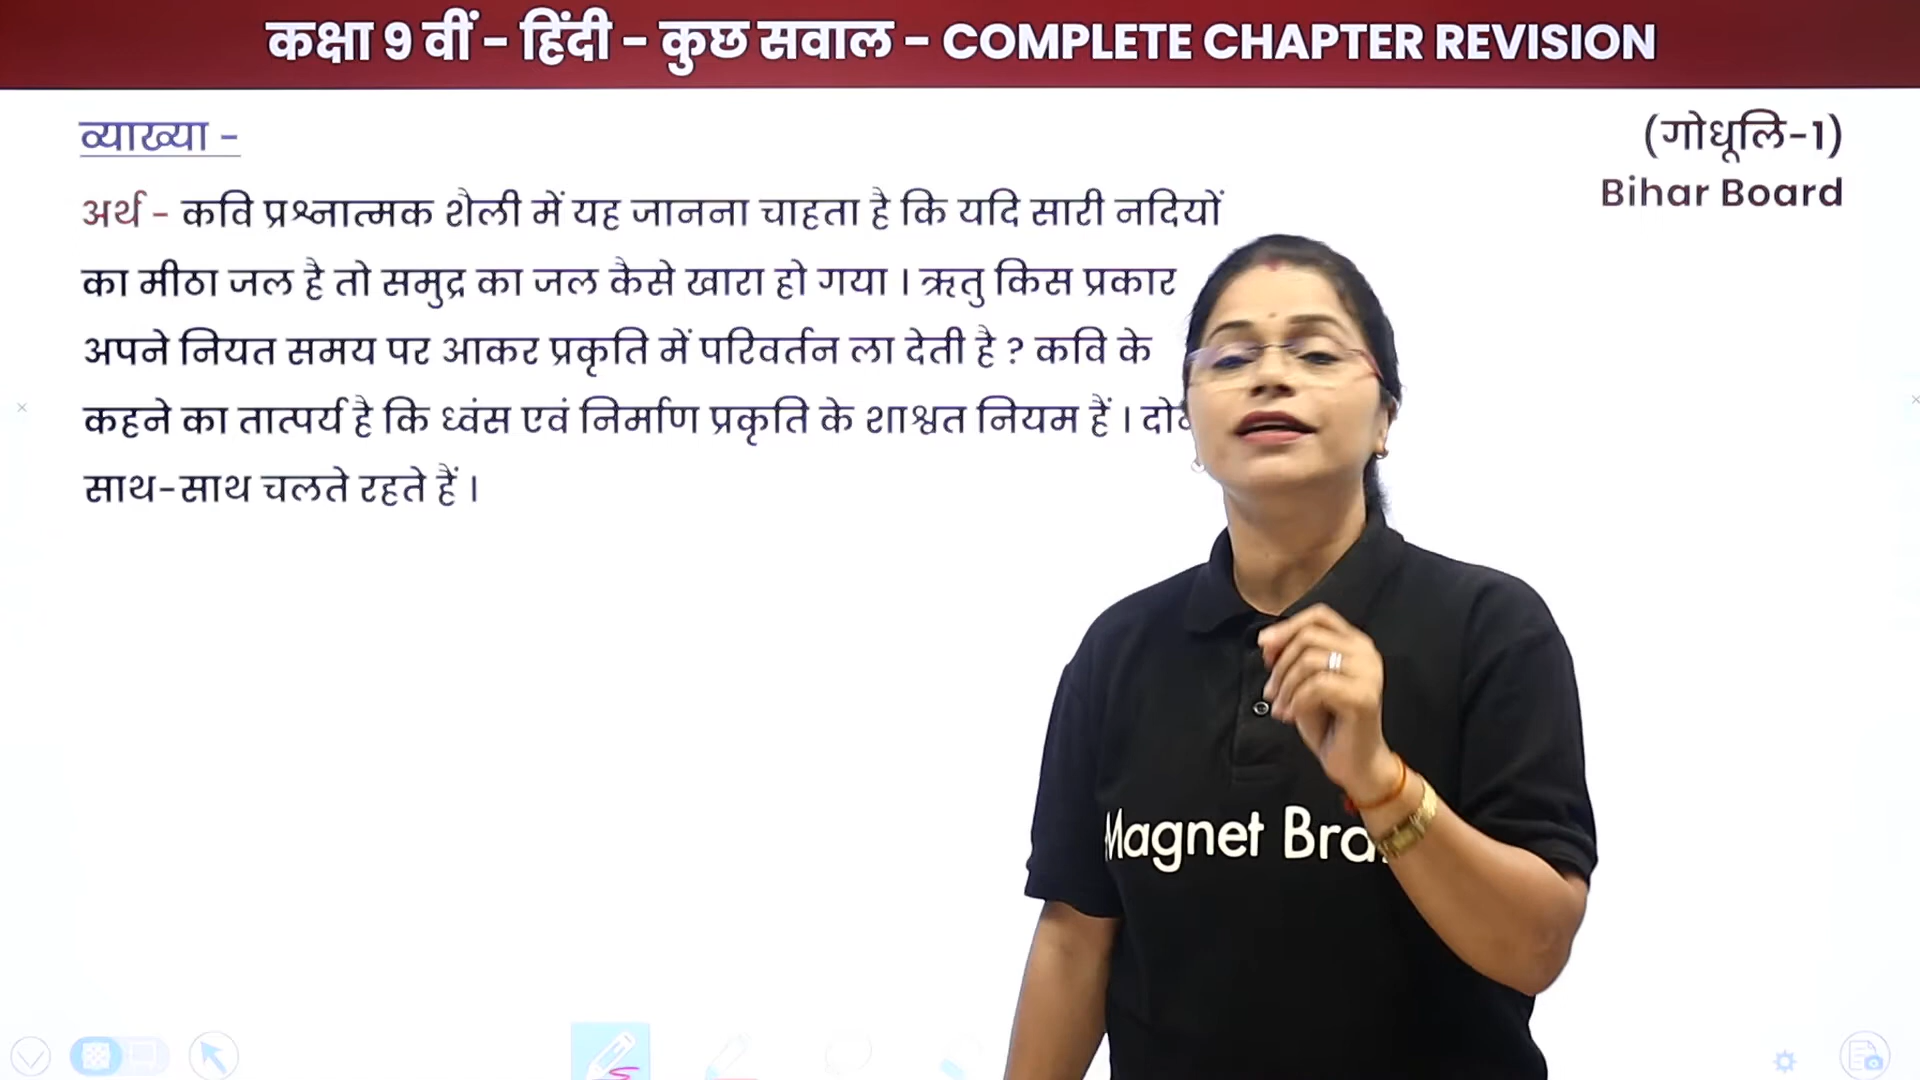 कक्षा 9 वीं - हिंदी - कुछ सवाल - COMPLETE CHAPTER REVISION
व्याख्या -
(गोधूलि-1)
Bihar Board
अर्थ - कवि प्रश्नात्मक शैली में यह जानना चाहता है कि यदि सारी नदियों
का मीठा जल है तो समुद्र का जल कैसे खारा हो गया । ऋतु किस प्रकार
अपने नियत समय पर आकर प्रकृति में परिवर्तन ला देती है ? कवि के
कहने का तात्पर्य है कि ध्वंस एवं निर्माण प्रकृति के शाश्वत नियम हैं ।
साथ-साथ चलते रहते हैं ।
Magnet